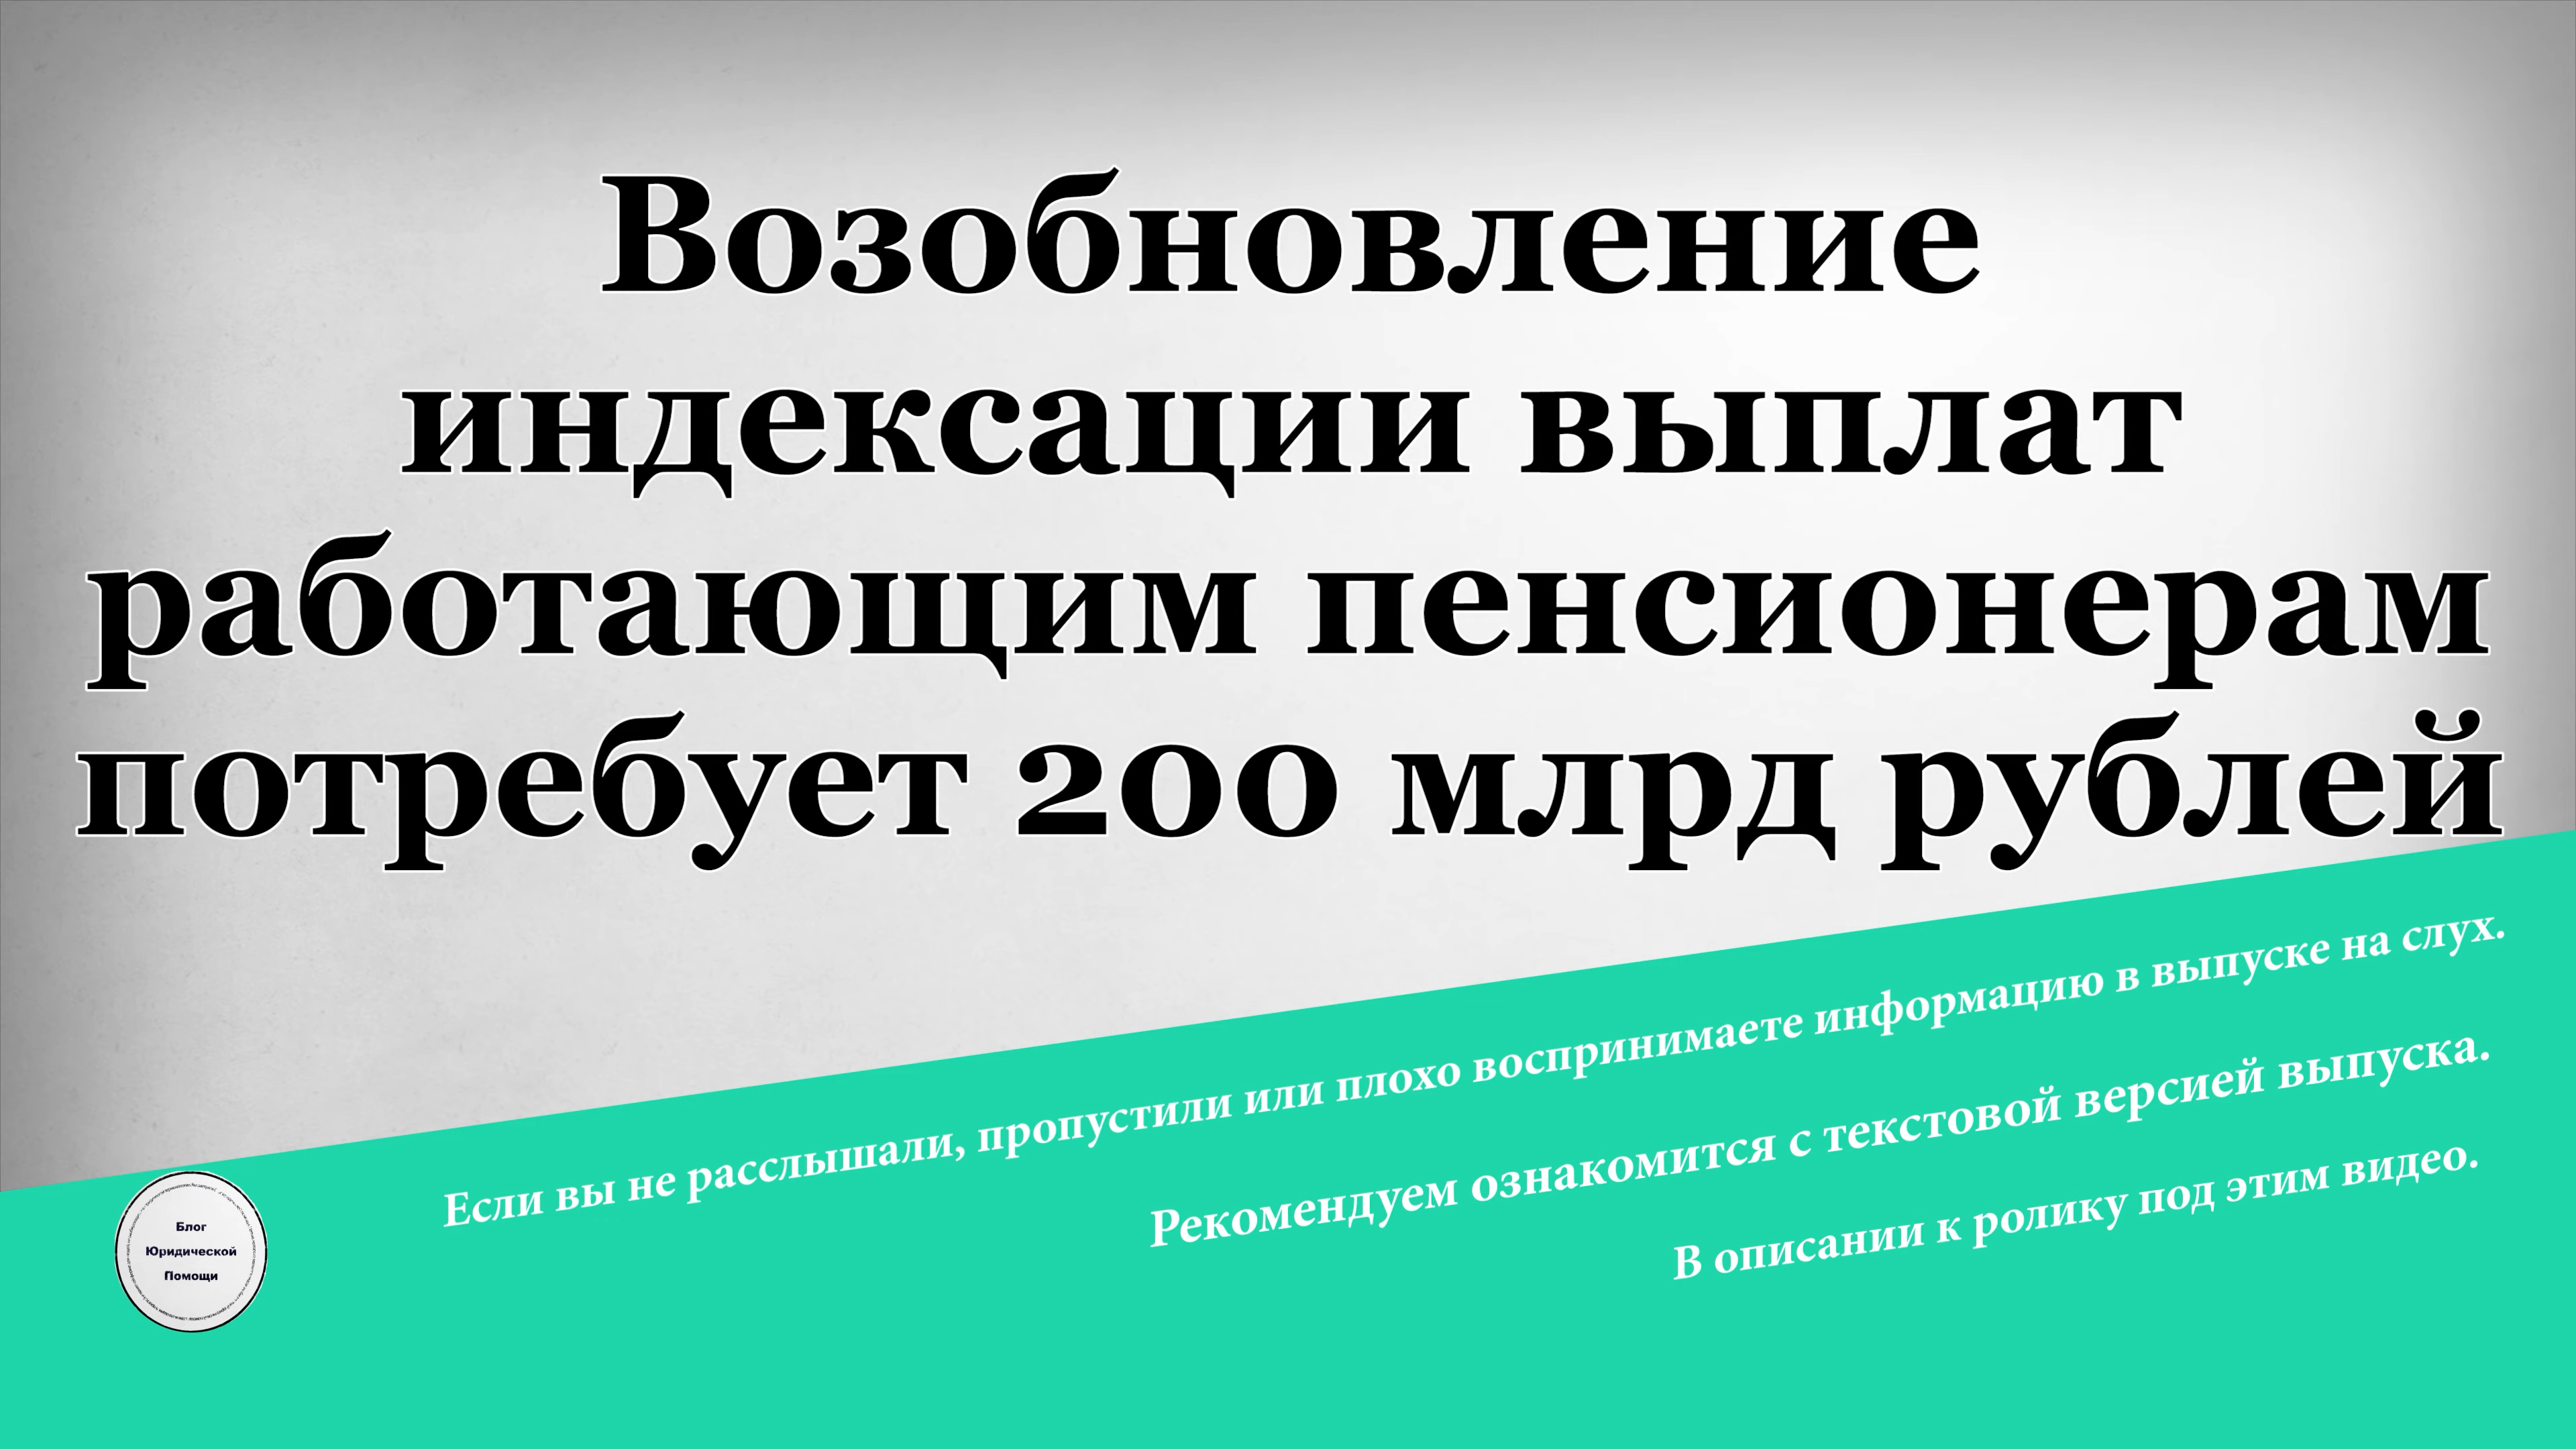 Возобновление
индексации выплат
работающим пенсионерам
потребует 200 млрд рублей
Если вы не расслышали, пропустили или плохо воспринимаете информацию в выпуске на слух.
Рекомендуем ознакомится с текстовой версией выпуска.
В описании к ролику под этим видео.
Блог
Юридической
Помощи